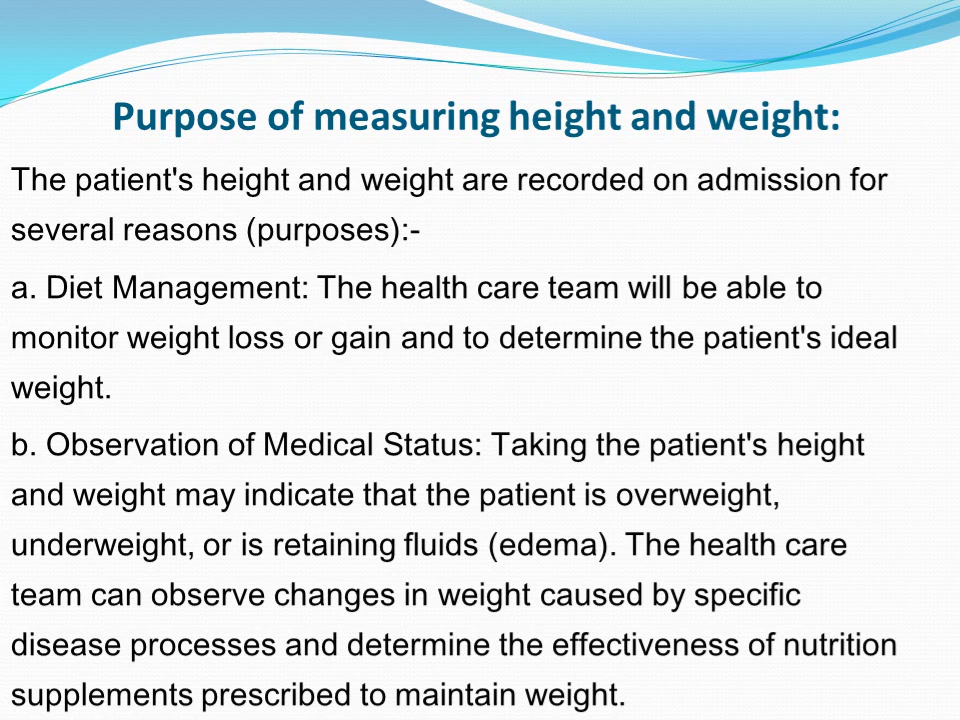 Purpose of measuring height and weight:
The patient's height and weight are recorded on admission for
several reasons (purposes):-
a. Diet Management: The health care team will be able to
monitor weight loss or gain and to determine the patient's ideal
weight.
b. Observation of Medical Status: Taking the patient's height
and weight may indicate that the patient is overweight,
underweight, or is retaining fluids (edema). The health care
team can observe changes in weight caused by specific
disease processes and determine the effectiveness of nutrition
supplements prescribed to maintain weight.